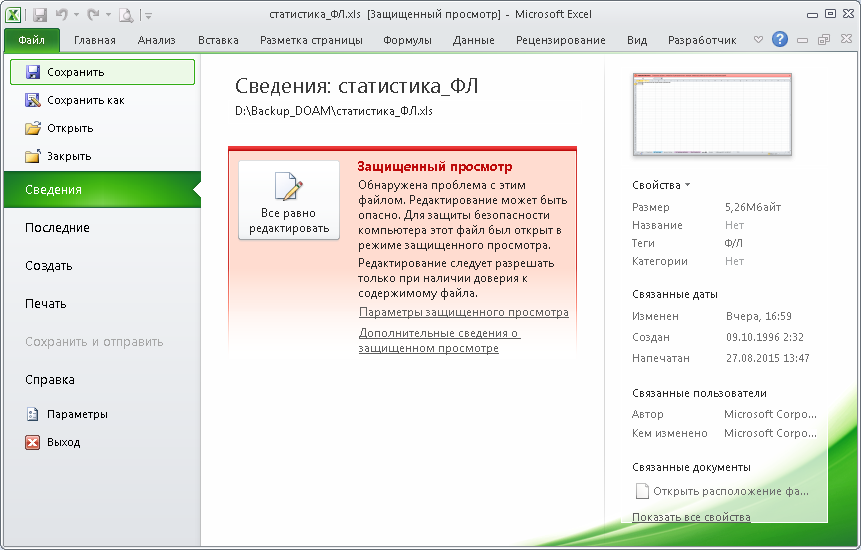 статистика_ФЛ.xls [Защищенный просмотр] - Microsoft Excel
Файл Главная Анализ Вставка Разметка страницы Формулы Данные Рецензирование Вид Разработчик
Сохранить
Сохранить как
Открыть
Закрыть
Сведения
Последние
Создать
Печать
Сохранить и отправить
Справка
Параметры
Выход
Сведения: статистика_ФЛ
D:\Backup_DOAM\статистика_ФЛ.xls
Все равно
редактировать
Защищенный просмотр
Обнаружена проблема с этим
файлом. Редактирование может быть
опасно. Для защиты безопасности
компьютера этот файл был открыт в
режиме защищенного просмотра.
Редактирование следует разрешать
только при наличии доверия к
содержимому файла.
Параметры защищенного просмотра
Дополнительные сведения о
защищенном просмотре
Свойства
Размер 5,26Мбайт
Название Нет
Теги Ф/Л
Категории Нет
Связанные даты
Изменен Вчера, 16:59
Создан 09.10.1996 2:32
Напечатан 27.08.2015 13:47
Связанные пользователи
Автор Microsoft Corpo...
Кем изменено Microsoft Corpo...
Связанные документы
Открыть расположение фа...
Показать все свойства